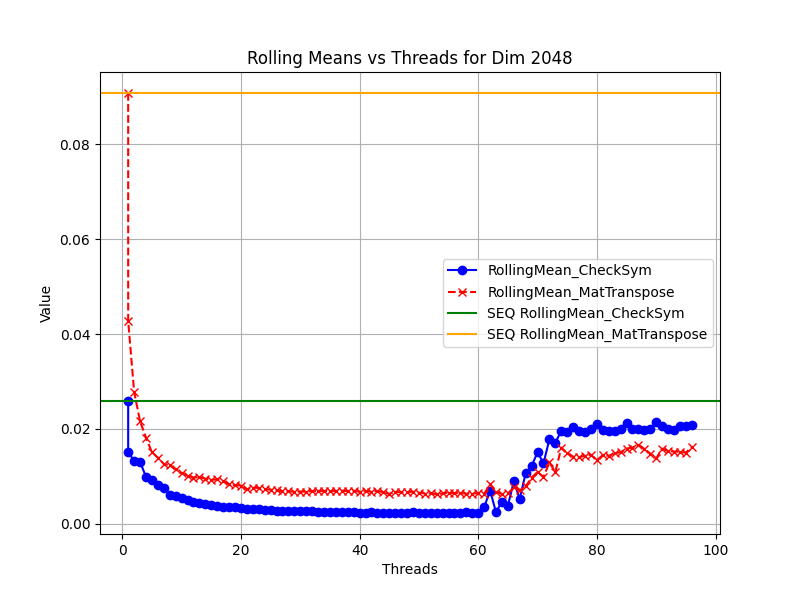 Rolling Means vs Threads for Dim 2048
Value
0.08
0.06
0.04
0.02
0.00
RollingMean_CheckSym
RollingMean_MatTranspose
SEQ RollingMean_CheckSym
SEQ RollingMean_MatTranspose
0 20 40 60 80 100
Threads